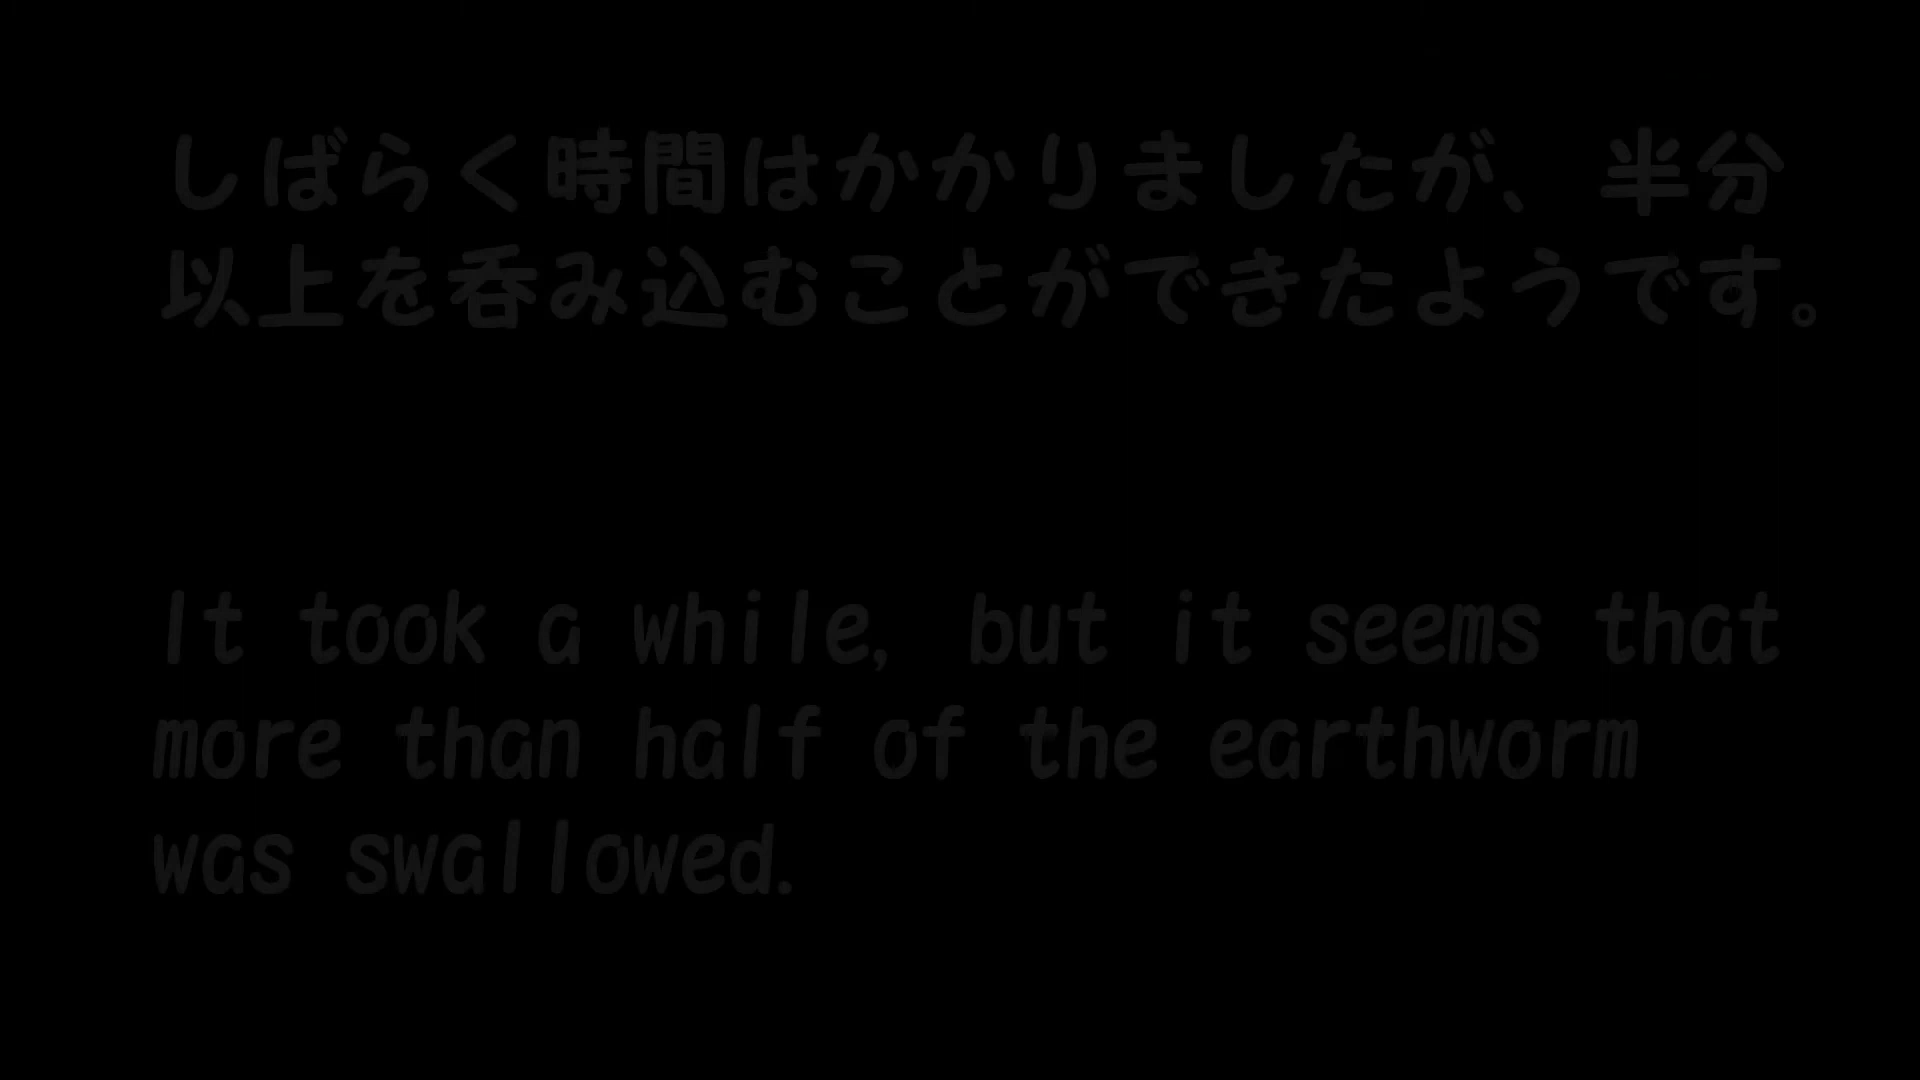 しばらく時間はかかりましたが、半分
以上を呑み込むことができたようです。
It took a while, but it seems that
more than half of the earthworm
was swallowed.